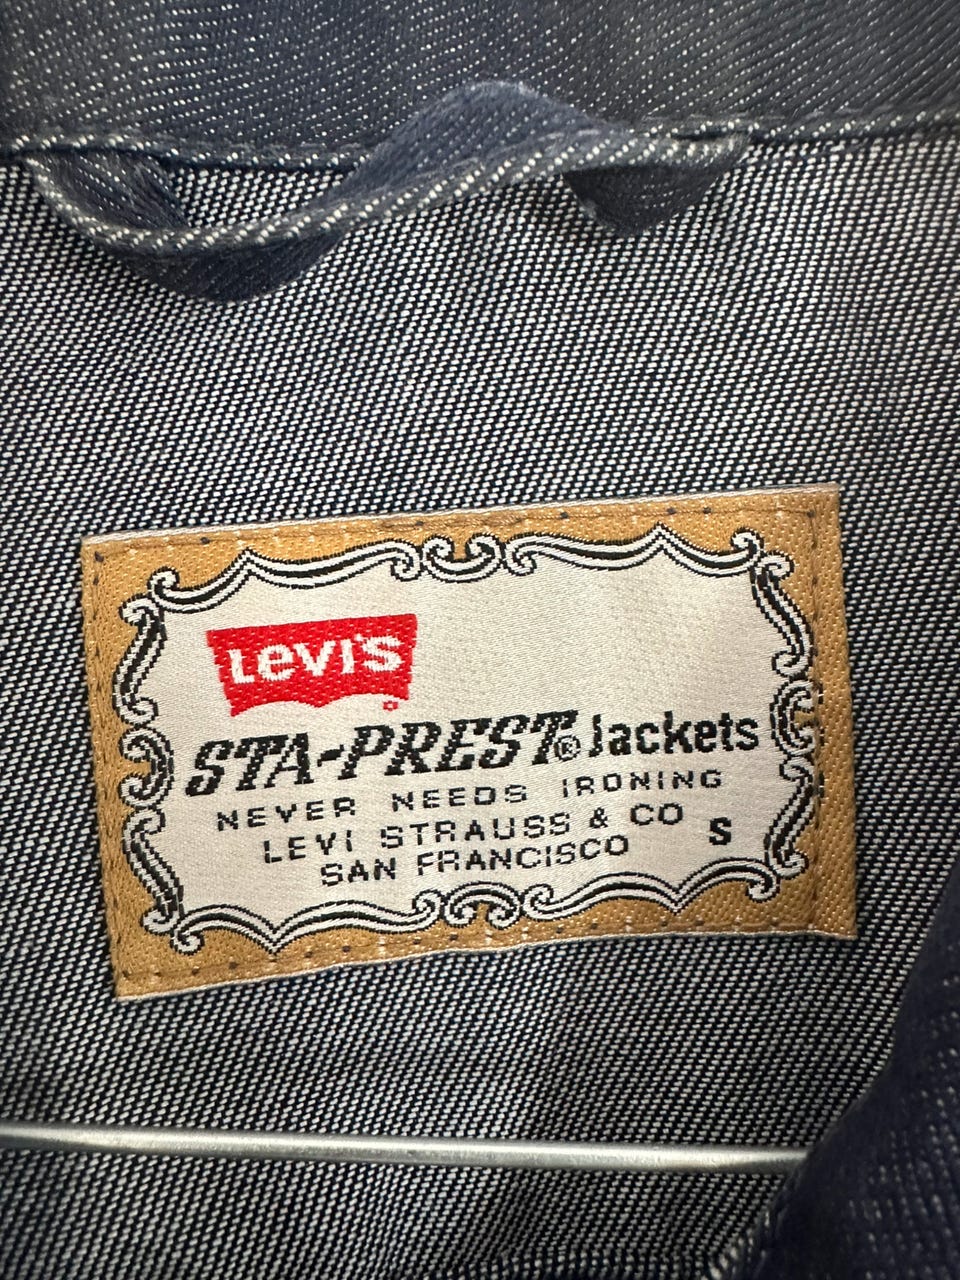 LEVI'S
STA-PREST® Jackets
NEVER NEEDS IRONING
LEVI STRAUSS & CO S
SAN FRANCISCO